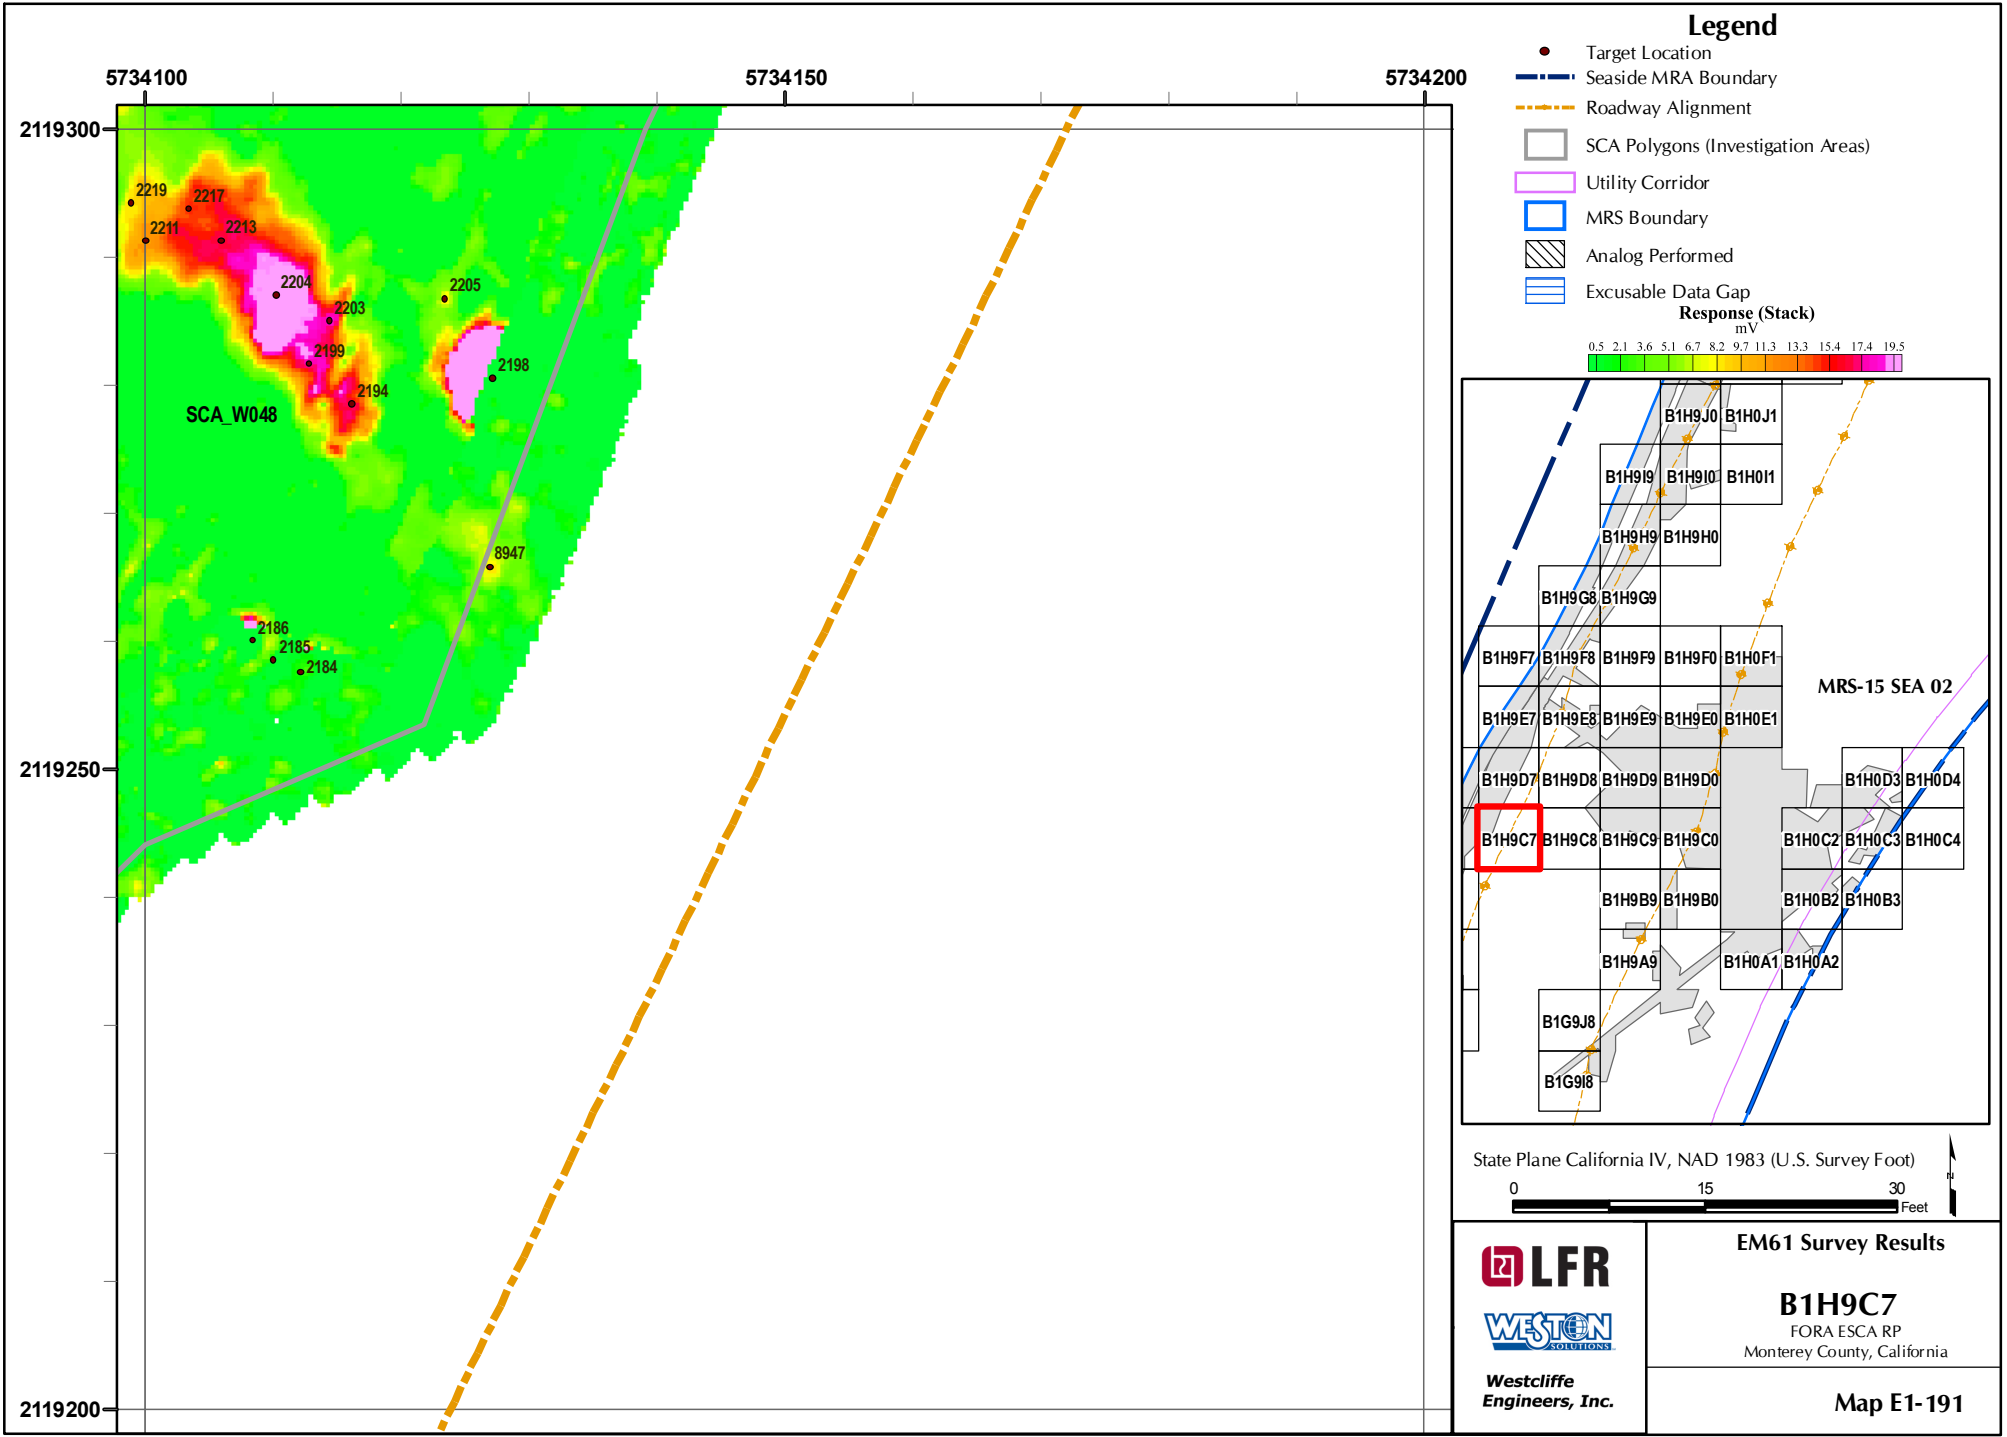 5734100
5734150
5734200
2119300
2119250
2119200
2219
2217
2211
2213
2204
2203
2205
2199
2198
2194
SCA_W048
8947
2186
2185
2184
Legend
Target Location
Seaside MRA Boundary
Roadway Alignment
SCA Polygons (Investigation Areas)
Utility Corridor
MRS Boundary
Analog Performed
Excusable Data Gap
Response (Stack)
mV
0.5 2.1 3.6 5.1 6.7 8.2 9.7 11.3 13.3 15.4 17.4 19.5
B1H9J0 B1H0J1
B1H9I9 B1H9I0 B1H0I1
B1H9H9 B1H9H0
B1H9G8 B1H9G9
B1H9F7 B1H9F8 B1H9F9 B1H9F0 B1H0F1
MRS-15 SEA 02
B1H9E7 B1H9E8 B1H9E9 B1H9E0 B1H0E1
B1H9D7 B1H9D8 B1H9D9 B1H9D0 B1H0D3 B1H0D4
B1H9C7 B1H9C8 B1H9C9 B1H9C0 B1H0C2 B1H0C3 B1H0C4
B1H9B9 B1H9B0 B1H0B2 B1H0B3
B1H9A9 B1H0A1 B1H0A2
B1G9J8
B1G9I8
State Plane California IV, NAD 1983 (U.S. Survey Foot)
0 15 30
Feet
N
LFR
WESTON
SOLUTIONS
Westcliffe
Engineers, Inc.
EM61 Survey Results
B1H9C7
FORA ESCA RP
Monterey County, California
Map E1-191